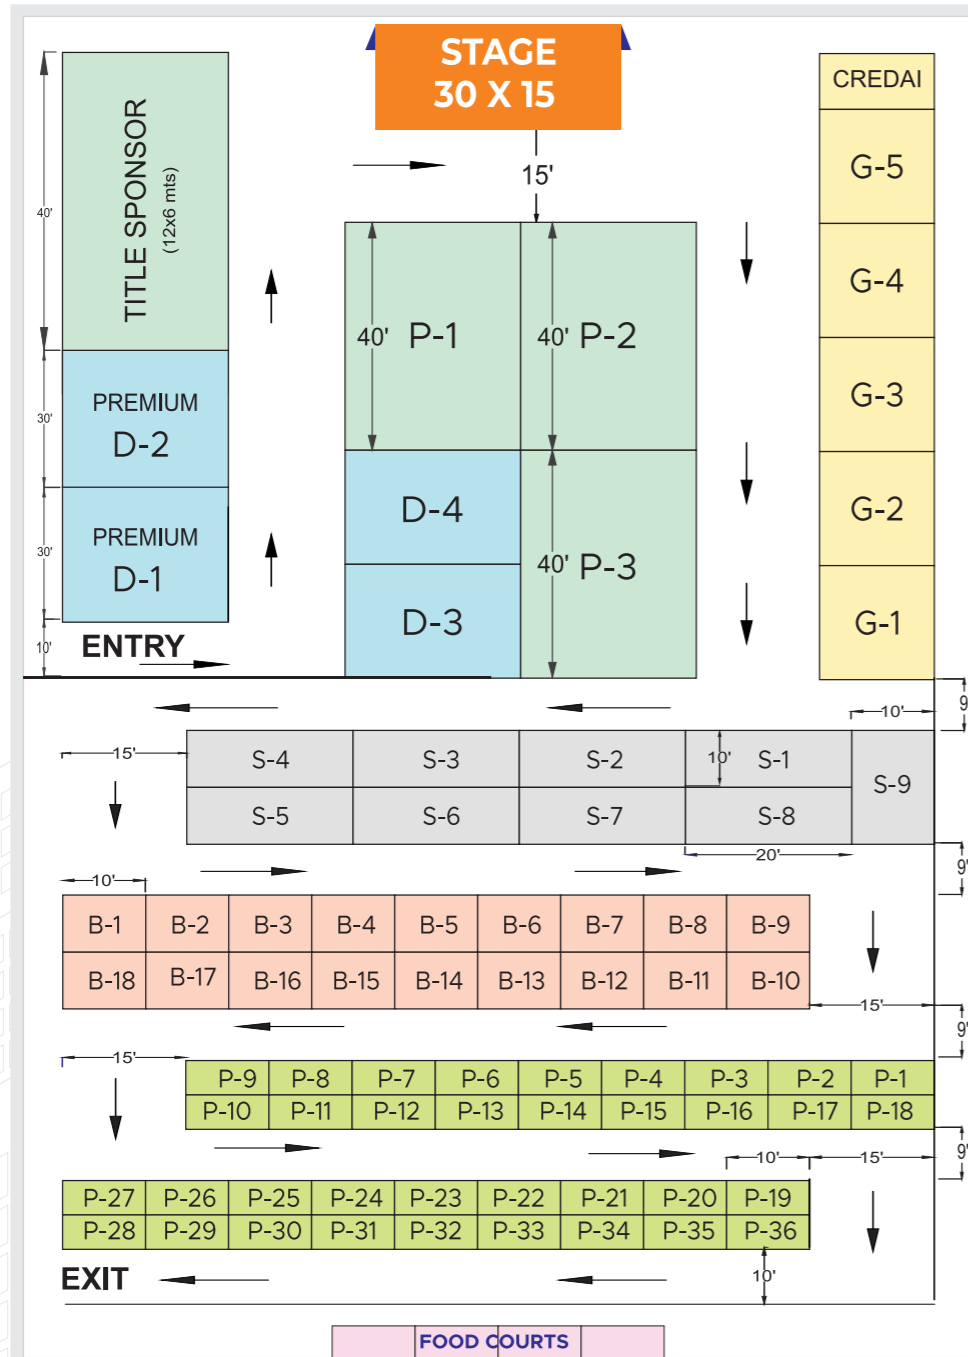 STAGE
30 X 15
15'
TITLE SPONSOR
(12x6 mts)
40'
PREMIUM
D-2
30'
PREMIUM
D-1
30'
10'
ENTRY
40' P-1
40' P-2
D-4
D-3
40' P-3
CREDAI
G-5
G-4
G-3
G-2
G-1
9'
10'
15'
S-4 S-3 S-2 10' S-1 S-9
S-5 S-6 S-7 S-8
20'
9'
10'
B-1 B-2 B-3 B-4 B-5 B-6 B-7 B-8 B-9
B-18 B-17 B-16 B-15 B-14 B-13 B-12 B-11 B-10
15'
9'
15'
P-9 P-8 P-7 P-6 P-5 P-4 P-3 P-2 P-1
P-10 P-11 P-12 P-13 P-14 P-15 P-16 P-17 P-18
9'
10' 15'
P-27 P-26 P-25 P-24 P-23 P-22 P-21 P-20 P-19
P-28 P-29 P-30 P-31 P-32 P-33 P-34 P-35 P-36
EXIT
10'
FOOD COURTS